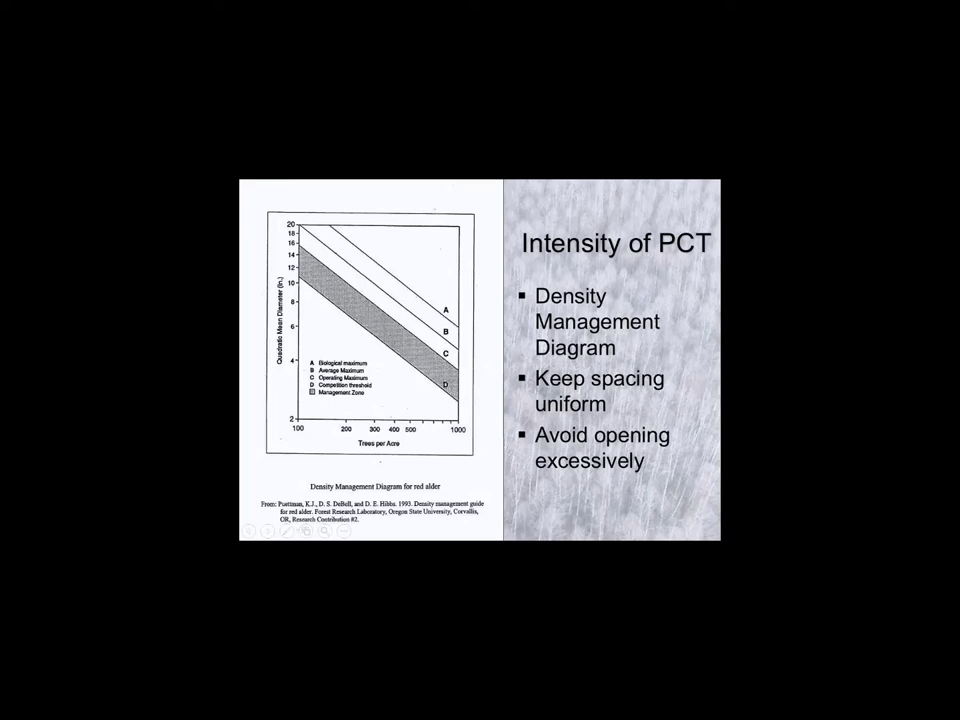 20
18
16
14
12
10
8
6
4
2
Quadratic Mean Diameter (in.)
A
B
C
D
A Biological maximum
B Average Maximum
C Operating Maximum
D Competition threshold
Management Zone
100 200 300 400 500 1000
Trees per Acre
Density Management Diagram for red alder
From: Puettman, K.J., D. S. DeBell, and D. E. Hibbs. 1993. Density management guide
for red alder. Forest Research Laboratory, Oregon State University, Corvallis,
OR, Research Contribution #2.
Intensity of PCT
Density
Management
Diagram
Keep spacing
uniform
Avoid opening
excessively